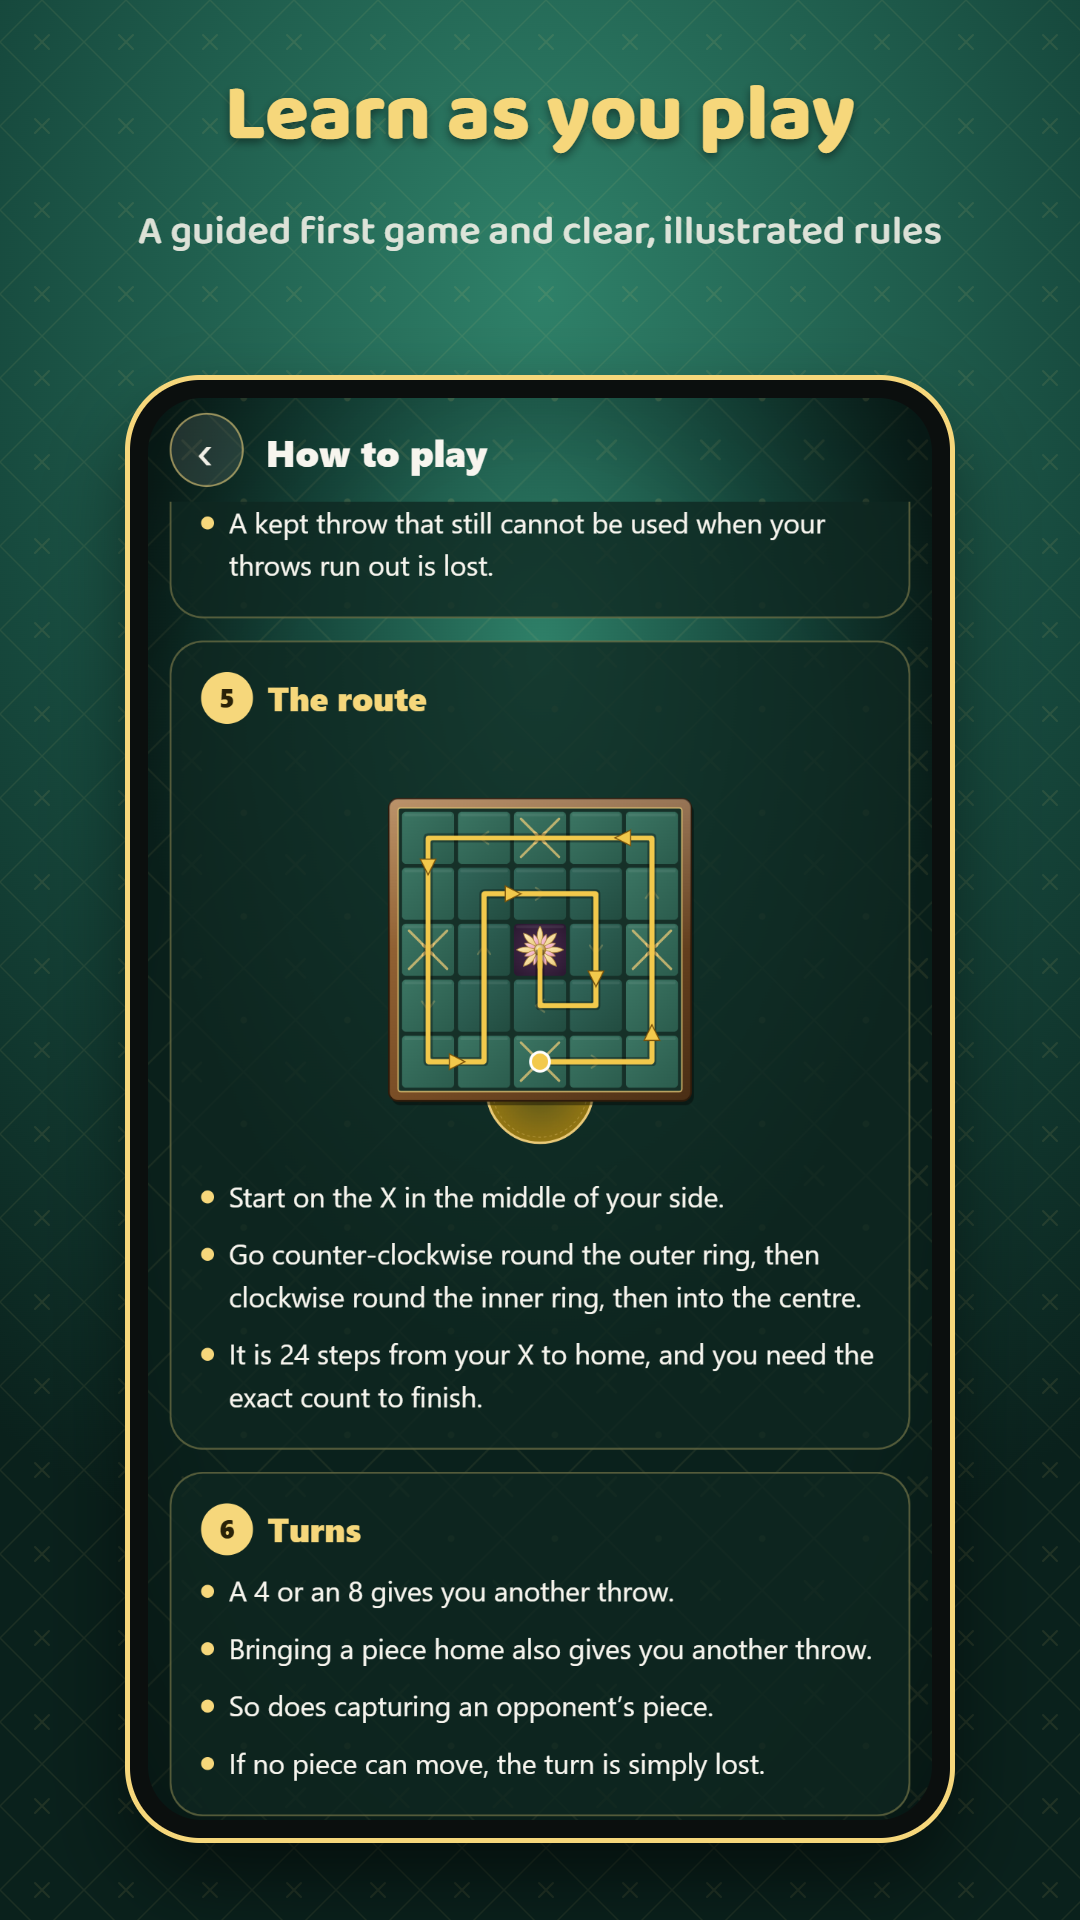 Learn as you play
A guided first game and clear, illustrated rules
‹ How to play
A kept throw that still cannot be used when your
throws run out is lost.
5 The route
Start on the X in the middle of your side.
Go counter-clockwise round the outer ring, then
clockwise round the inner ring, then into the centre.
It is 24 steps from your X to home, and you need the
exact count to finish.
6 Turns
A 4 or an 8 gives you another throw.
Bringing a piece home also gives you another throw.
So does capturing an opponent’s piece.
If no piece can move, the turn is simply lost.